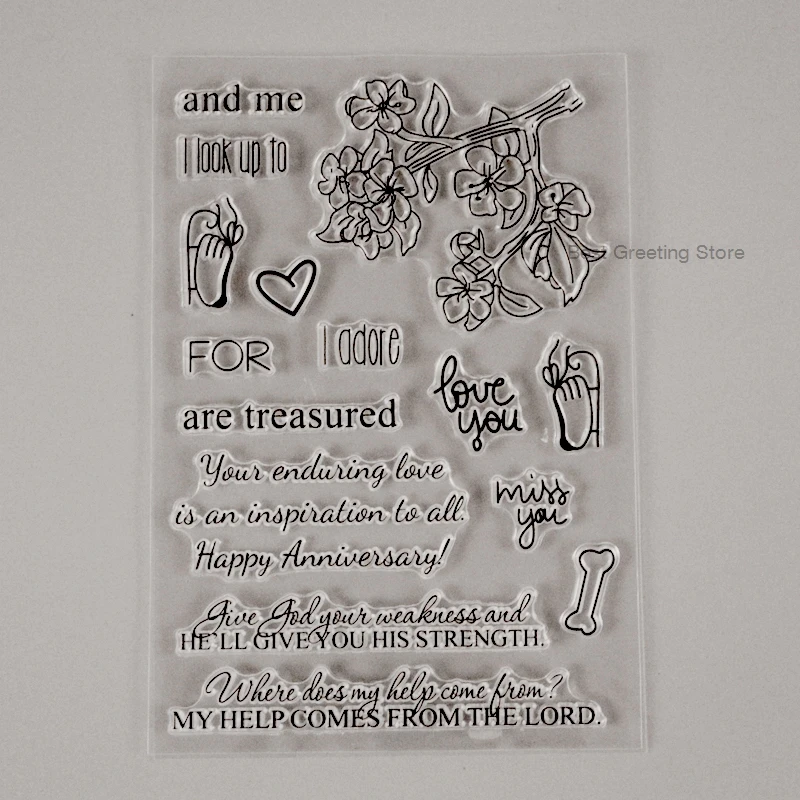 and me
I look up to
Best Greeting Store
FOR
I adore
are treasured
love
you
Your enduring love
is an inspiration to all.
Happy Anniversary!
miss
you
Give God your weakness and
HE'LL GIVE YOU HIS STRENGTH.
Where does my help come from?
MY HELP COMES FROM THE LORD.